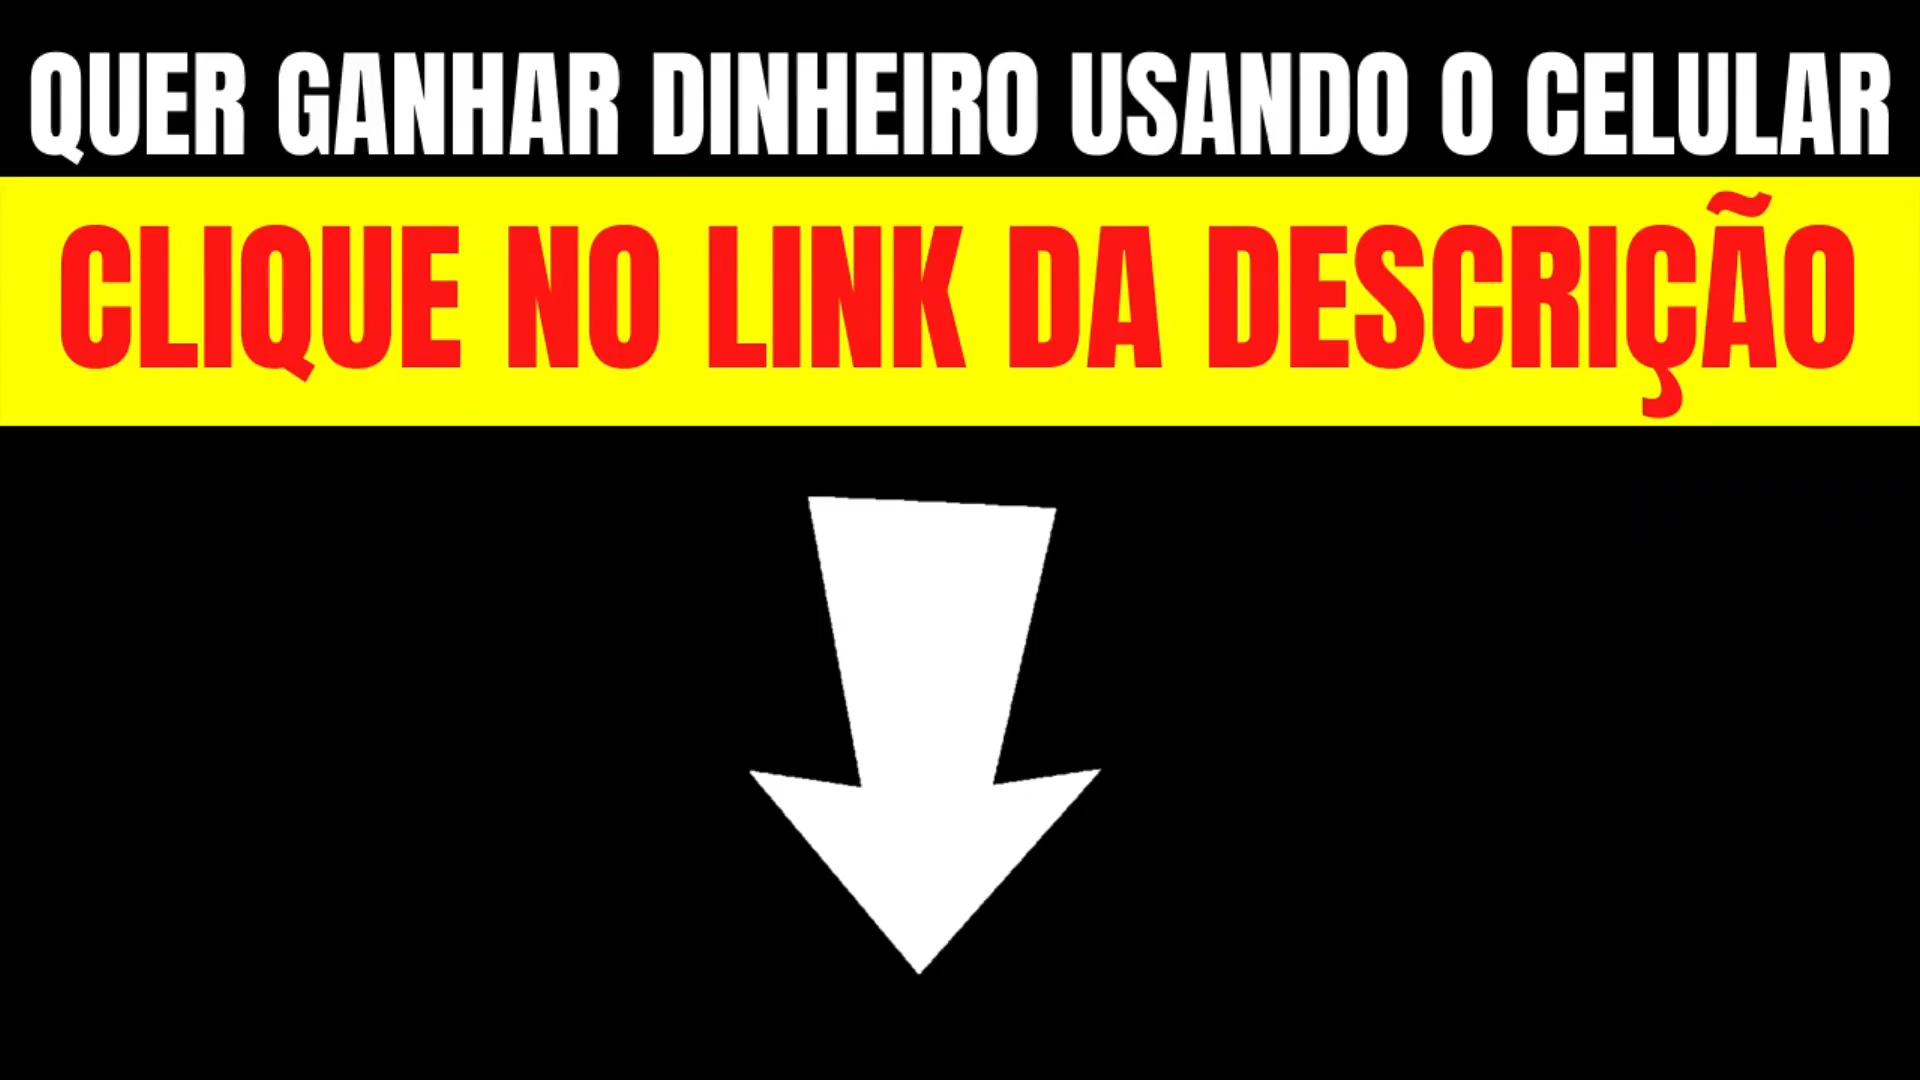 QUER GANHAR DINHEIRO USANDO O CELULAR
CLIQUE NO LINK DA DESCRIÇÃO